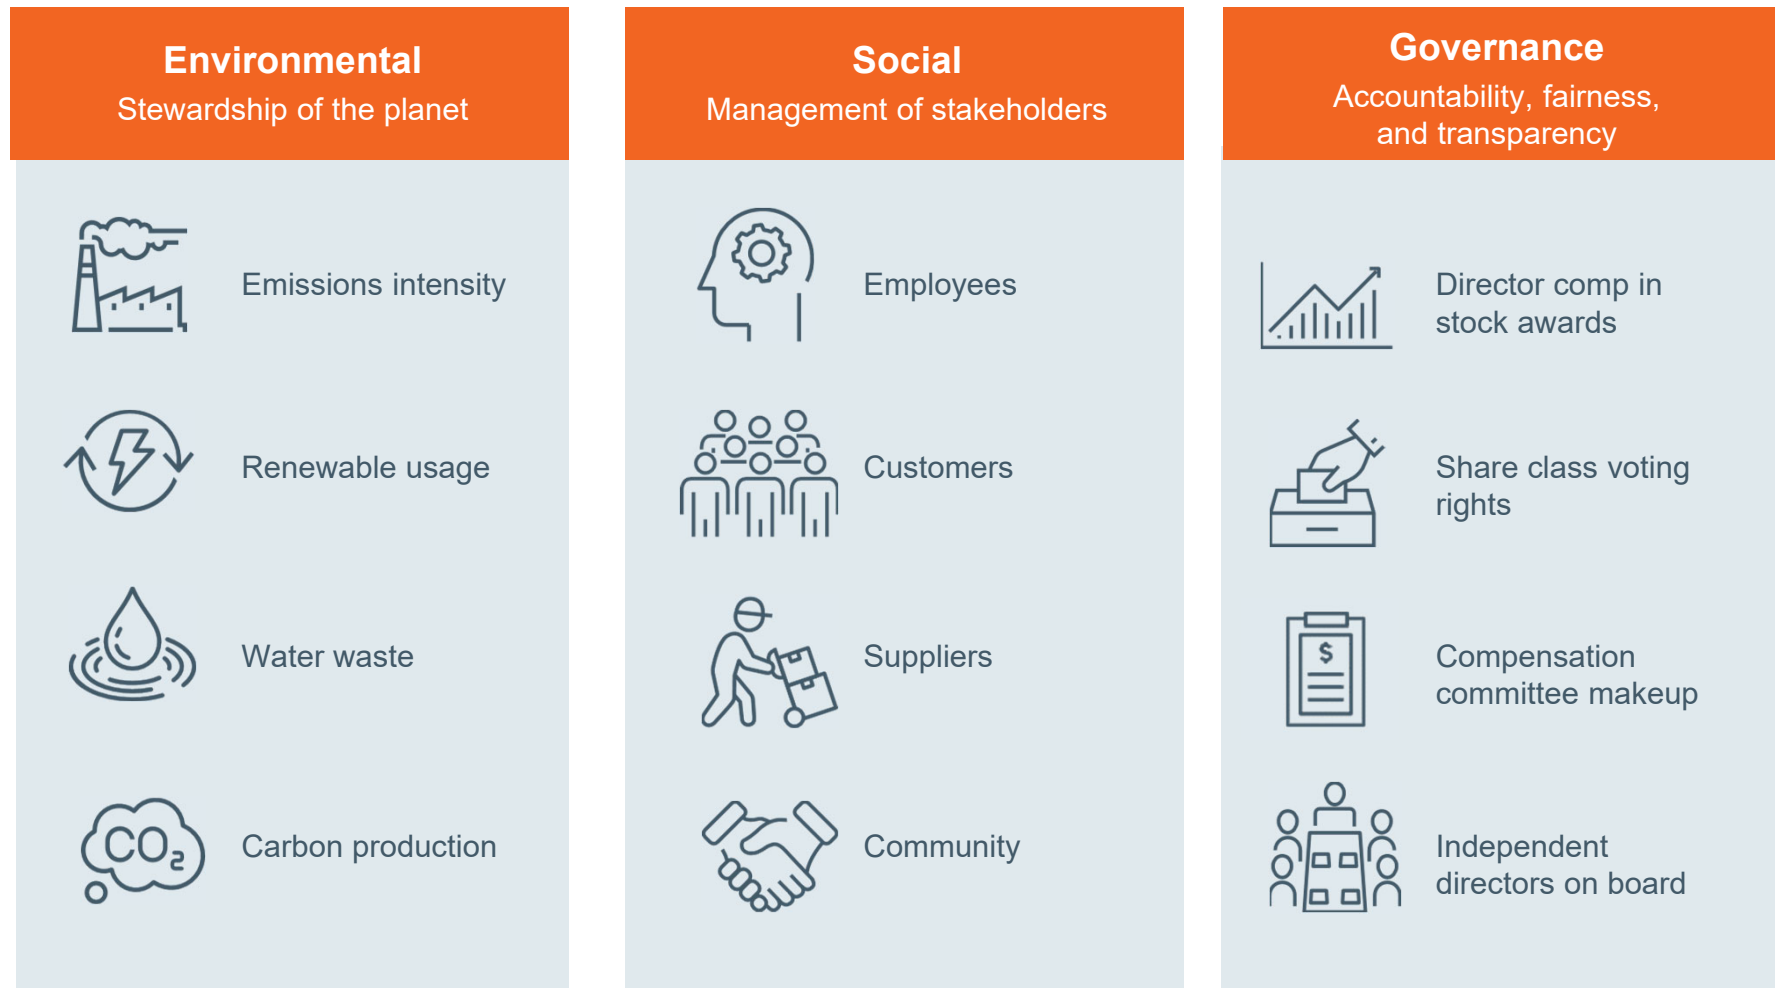 Environmental
Stewardship of the planet
Emissions intensity
Renewable usage
Water waste
CO2
Carbon production
Social
Management of stakeholders
Employees
Customers
Suppliers
Community
Governance
Accountability, fairness,
and transparency
Director comp in
stock awards
Share class voting
rights
$
Compensation
committee makeup
Independent
directors on board